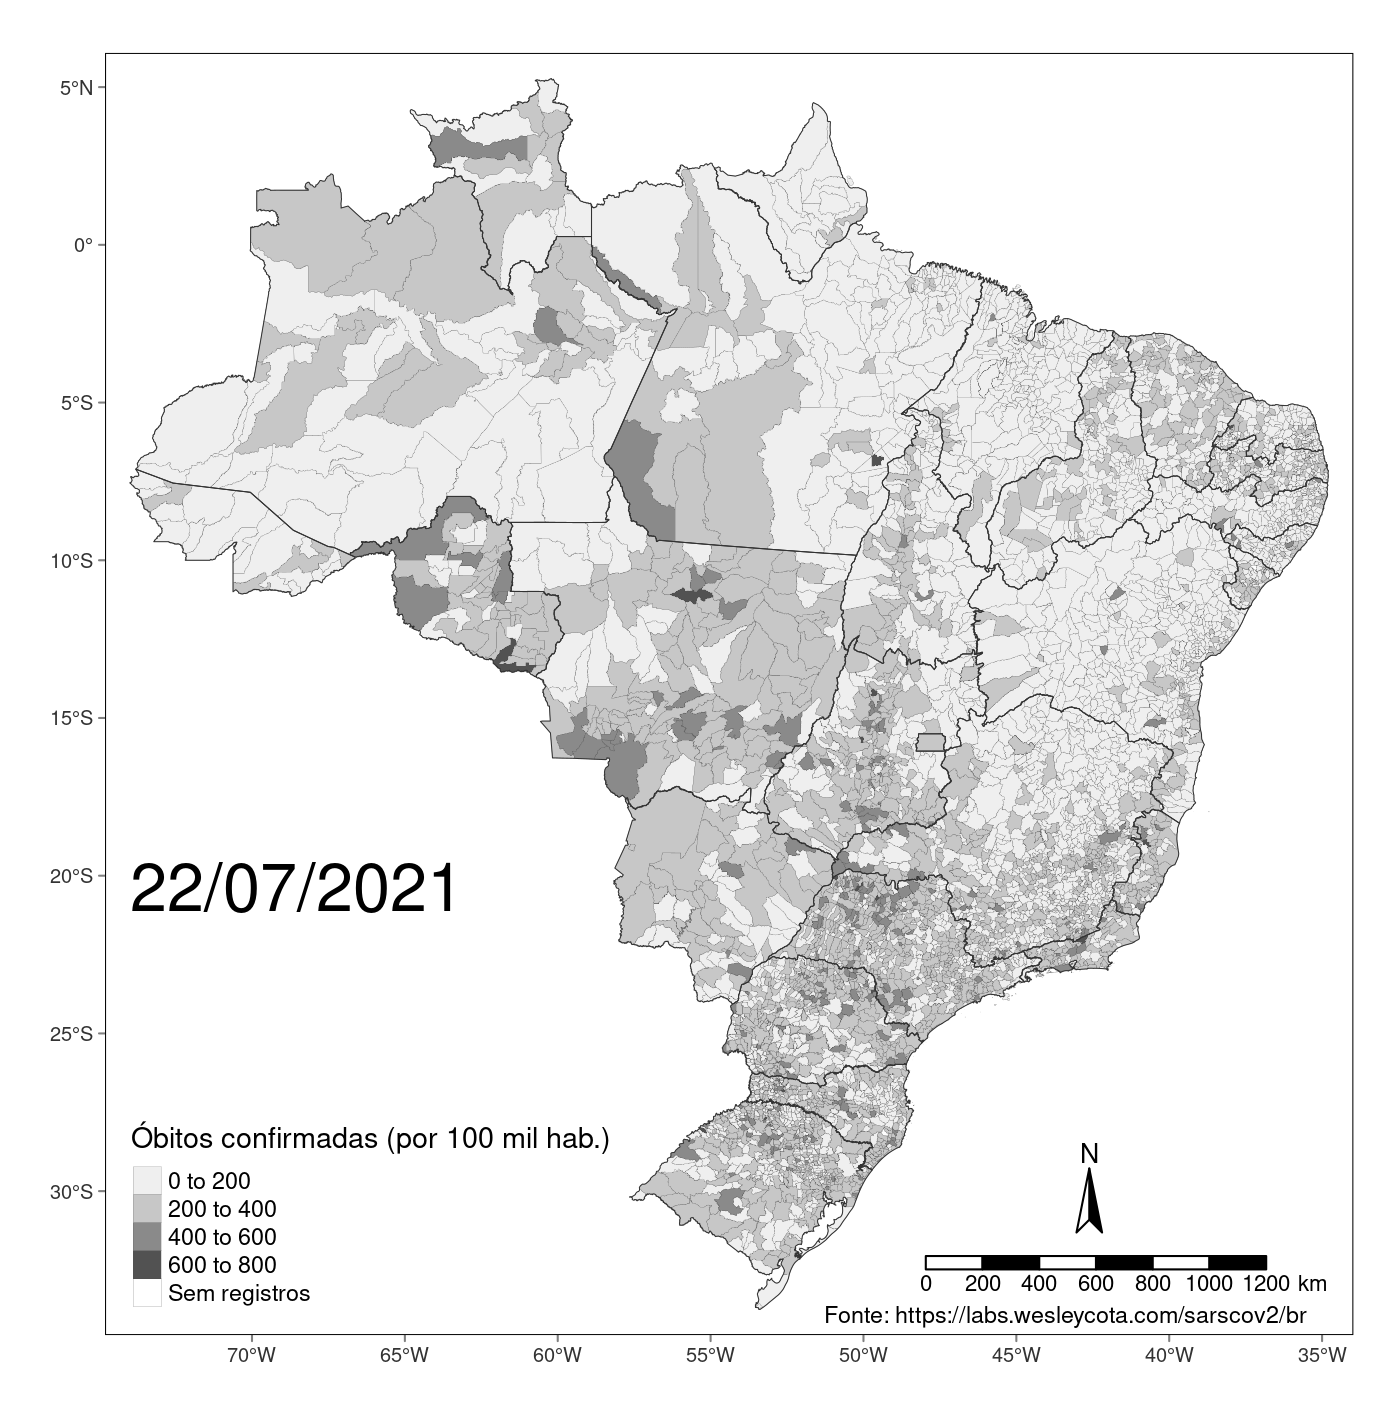 5°N
0°
5°S
10°S
15°S
20°S
25°S
30°S
22/07/2021
Óbitos confirmadas (por 100 mil hab.)
0 to 200
200 to 400
400 to 600
600 to 800
Sem registros
N
0 200 400 600 800 1000 1200 km
Fonte: https://labs.wesleycota.com/sarscov2/br
70°W 65°W 60°W 55°W 50°W 45°W 40°W 35°W